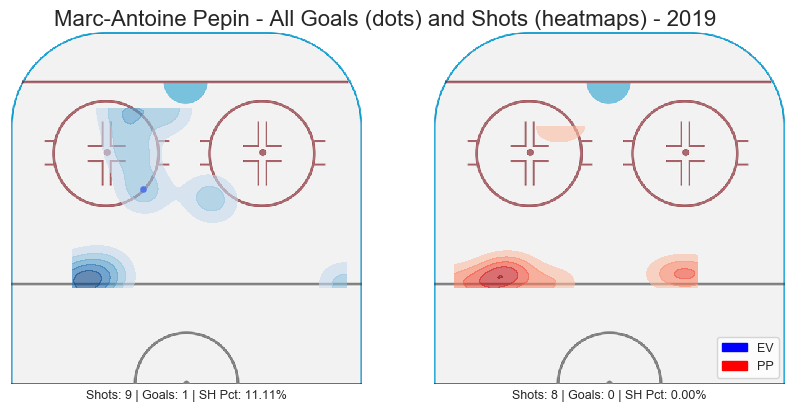 Marc-Antoine Pepin - All Goals (dots) and Shots (heatmaps) - 2019
EV
PP
Shots: 9 | Goals: 1 | SH Pct: 11.11%
Shots: 8 | Goals: 0 | SH Pct: 0.00%